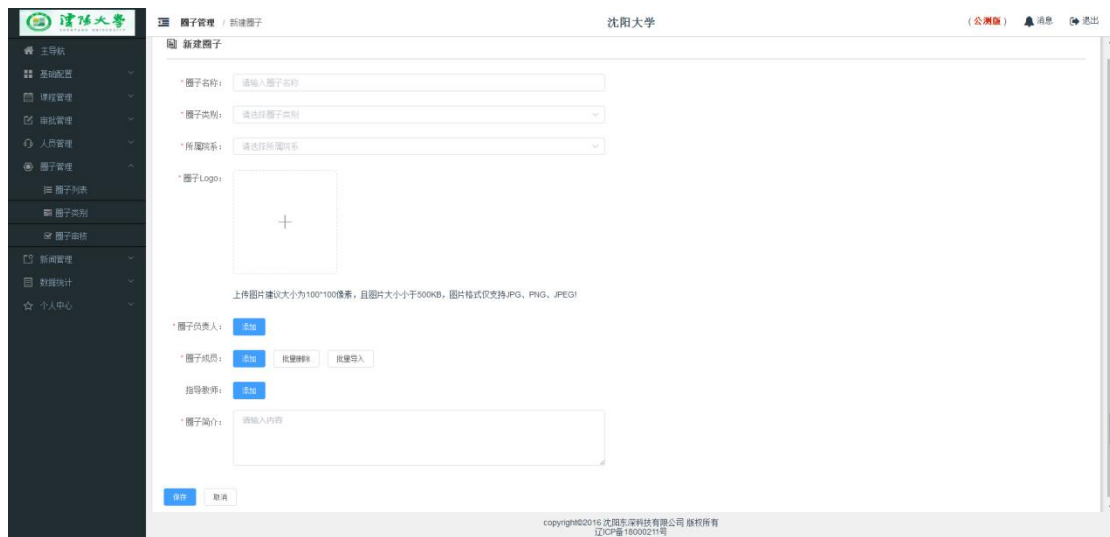 沈阳大学
圈子管理 / 新建圈子
沈阳大学
(公测版)
消息
退出
主导航
基础配置
课程管理
审批管理
人员管理
圈子管理
圈子列表
圈子类别
圈子审核
新闻管理
数据统计
个人中心
新建圈子
*圈子名称: 请输入圈子名称
*圈子类别: 请选择圈子类别
*所属院系: 请选择所属院系
*圈子Logo:
上传图片建议大小为100*100像素,且图片大小小于500KB,图片格式仅支持JPG、PNG、JPEG!
*圈子负责人: 添加
*圈子成员: 添加 批量删除 批量导入
指导教师: 添加
*圈子简介: 请输入内容
保存 取消
copyright©2016 沈阳东深科技有限公司 版权所有
辽ICP备18000211号